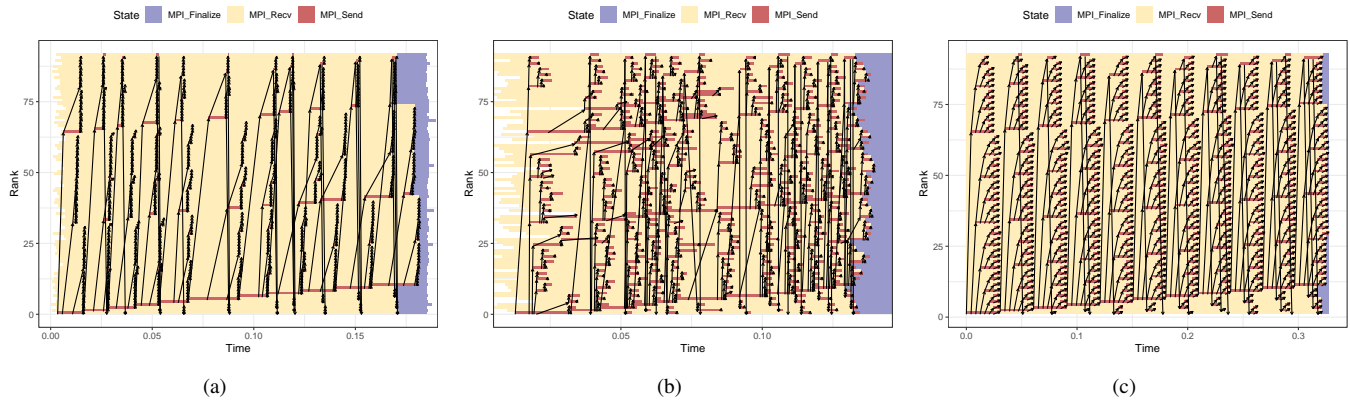 State MPI_Finalize MPI_Recv MPI_Send
75
50
25
0
Rank
0.00 0.05 0.10 0.15
Time
(a)
State MPI_Finalize MPI_Recv MPI_Send
75
50
25
0
Rank
0.05 0.10
Time
(b)
State MPI_Finalize MPI_Recv MPI_Send
75
50
25
0
Rank
0.0 0.1 0.2 0.3
Time
(c)